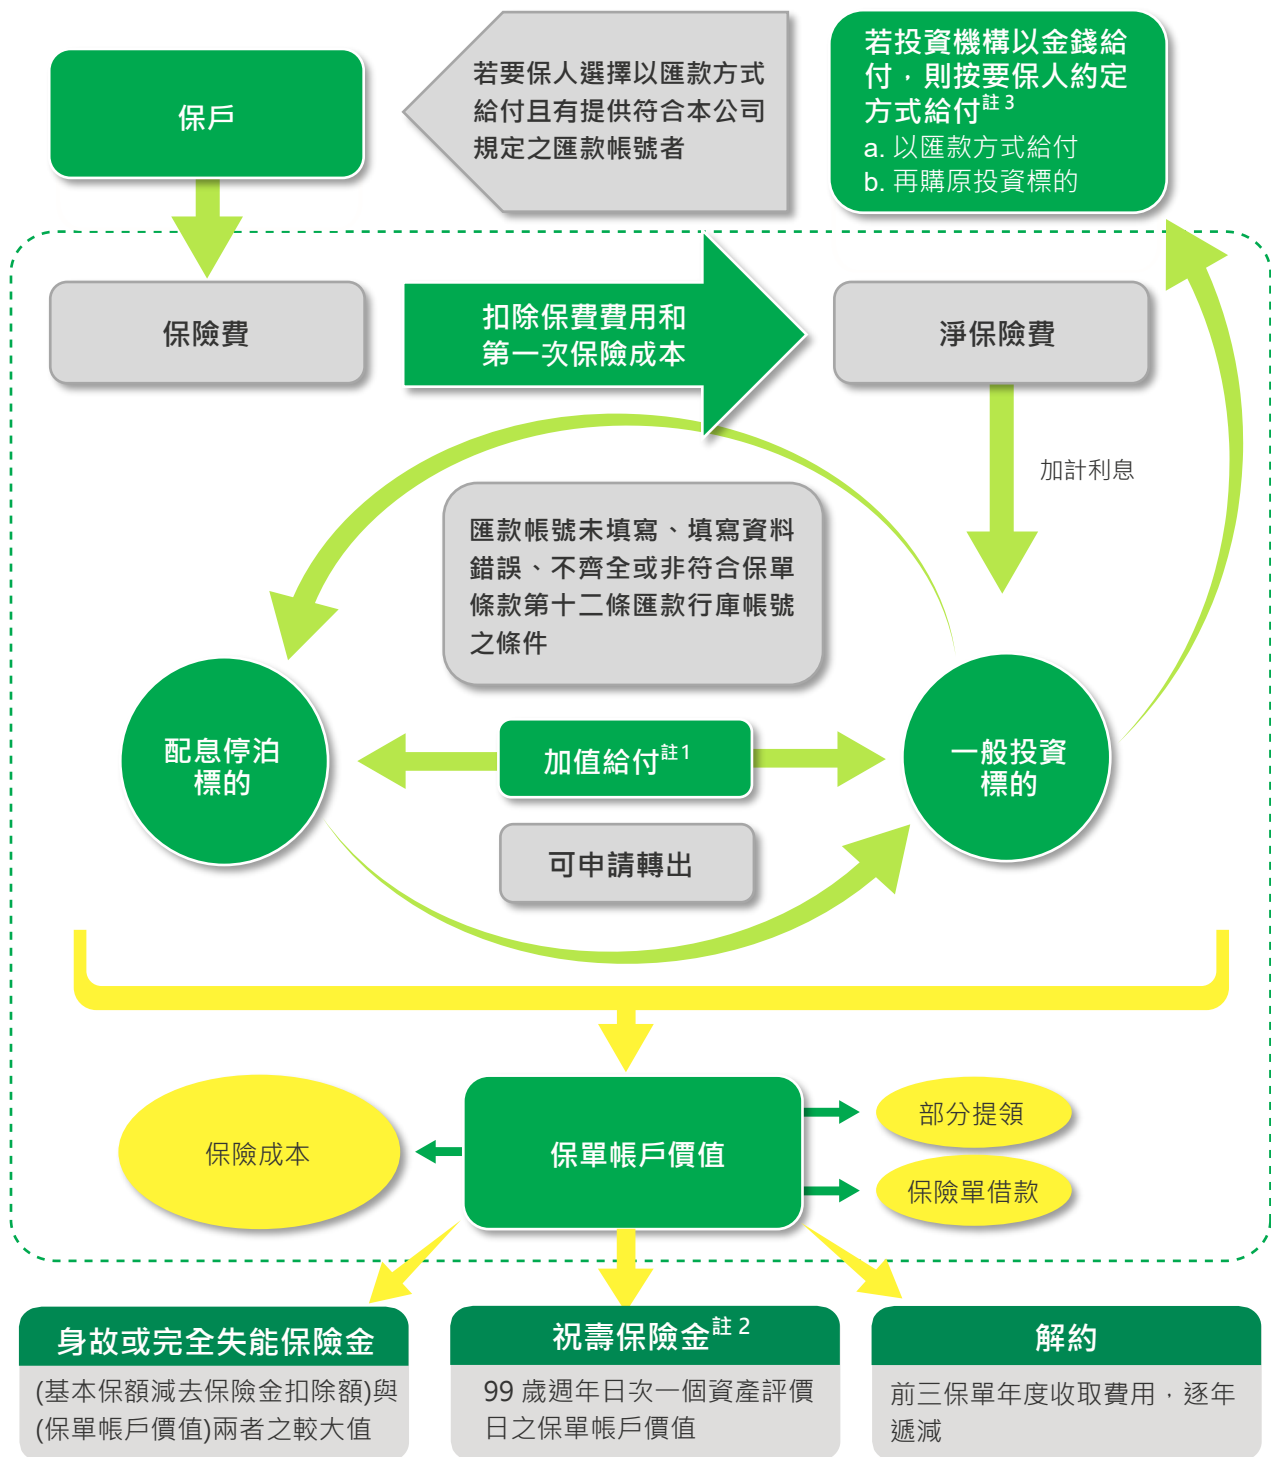 保戶
若要保人選擇以匯款方式
給付且有提供符合本公司
規定之匯款帳號者
若投資機構以金錢給
付，則按要保人約定
方式給付註3
a. 以匯款方式給付
b. 再購原投資標的
保險費
扣除保費費用和
第一次保險成本
淨保險費
加計利息
匯款帳號未填寫、填寫資料
錯誤、不齊全或非符合保單
條款第十二條匯款行庫帳號
之條件
配息停泊
標的
加值給付註1
一般投資
標的
可申請轉出
保單帳戶價值
保險成本
部分提領
保險單借款
身故或完全失能保險金
(基本保額減去保險金扣除額)與
(保單帳戶價值)兩者之較大值
祝壽保險金註2
99 歲週年日次一個資產評價
日之保單帳戶價值
解約
前三保單年度收取費用，逐年
遞減